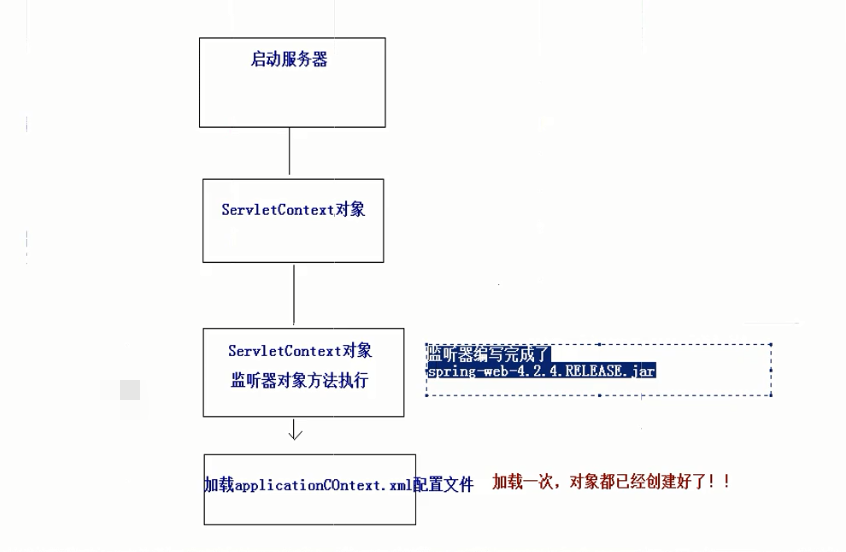 启动服务器
ServletContext对象
ServletContext对象
监听器对象方法执行
监听器编写完成了
spring-web-4.2.4.RELEASE.jar
加载applicationCOntext.xml配置文件
加载一次，对象都已经创建好了！！